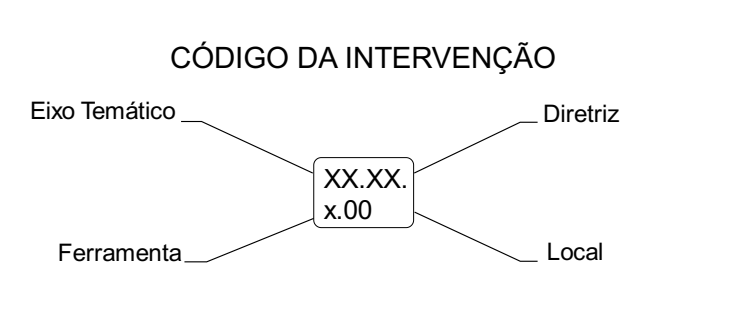 CÓDIGO DA INTERVENÇÃO
Eixo Temático
Diretriz
XX.XX.
x.00
Ferramenta
Local